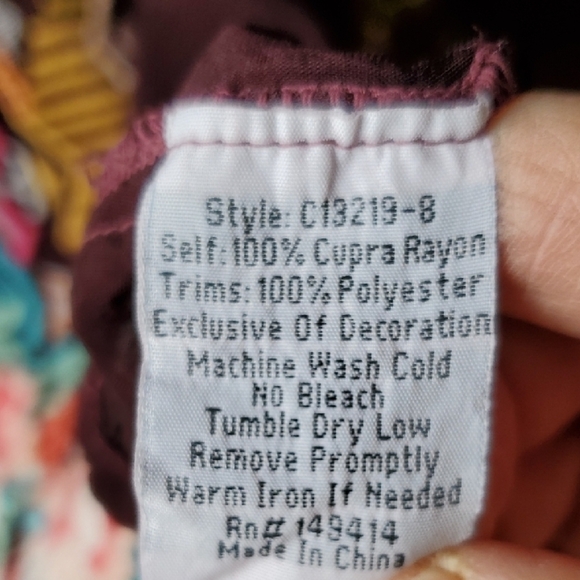 Style: C13219-8
Self:100% Cupra Rayon
Trims:100% Polyester
Exclusive Of Decoration
Machine Wash Cold
No Bleach
Tumble Dry Low
Remove Promptly
Warm Iron If Needed
Rn# 149414
Made In China